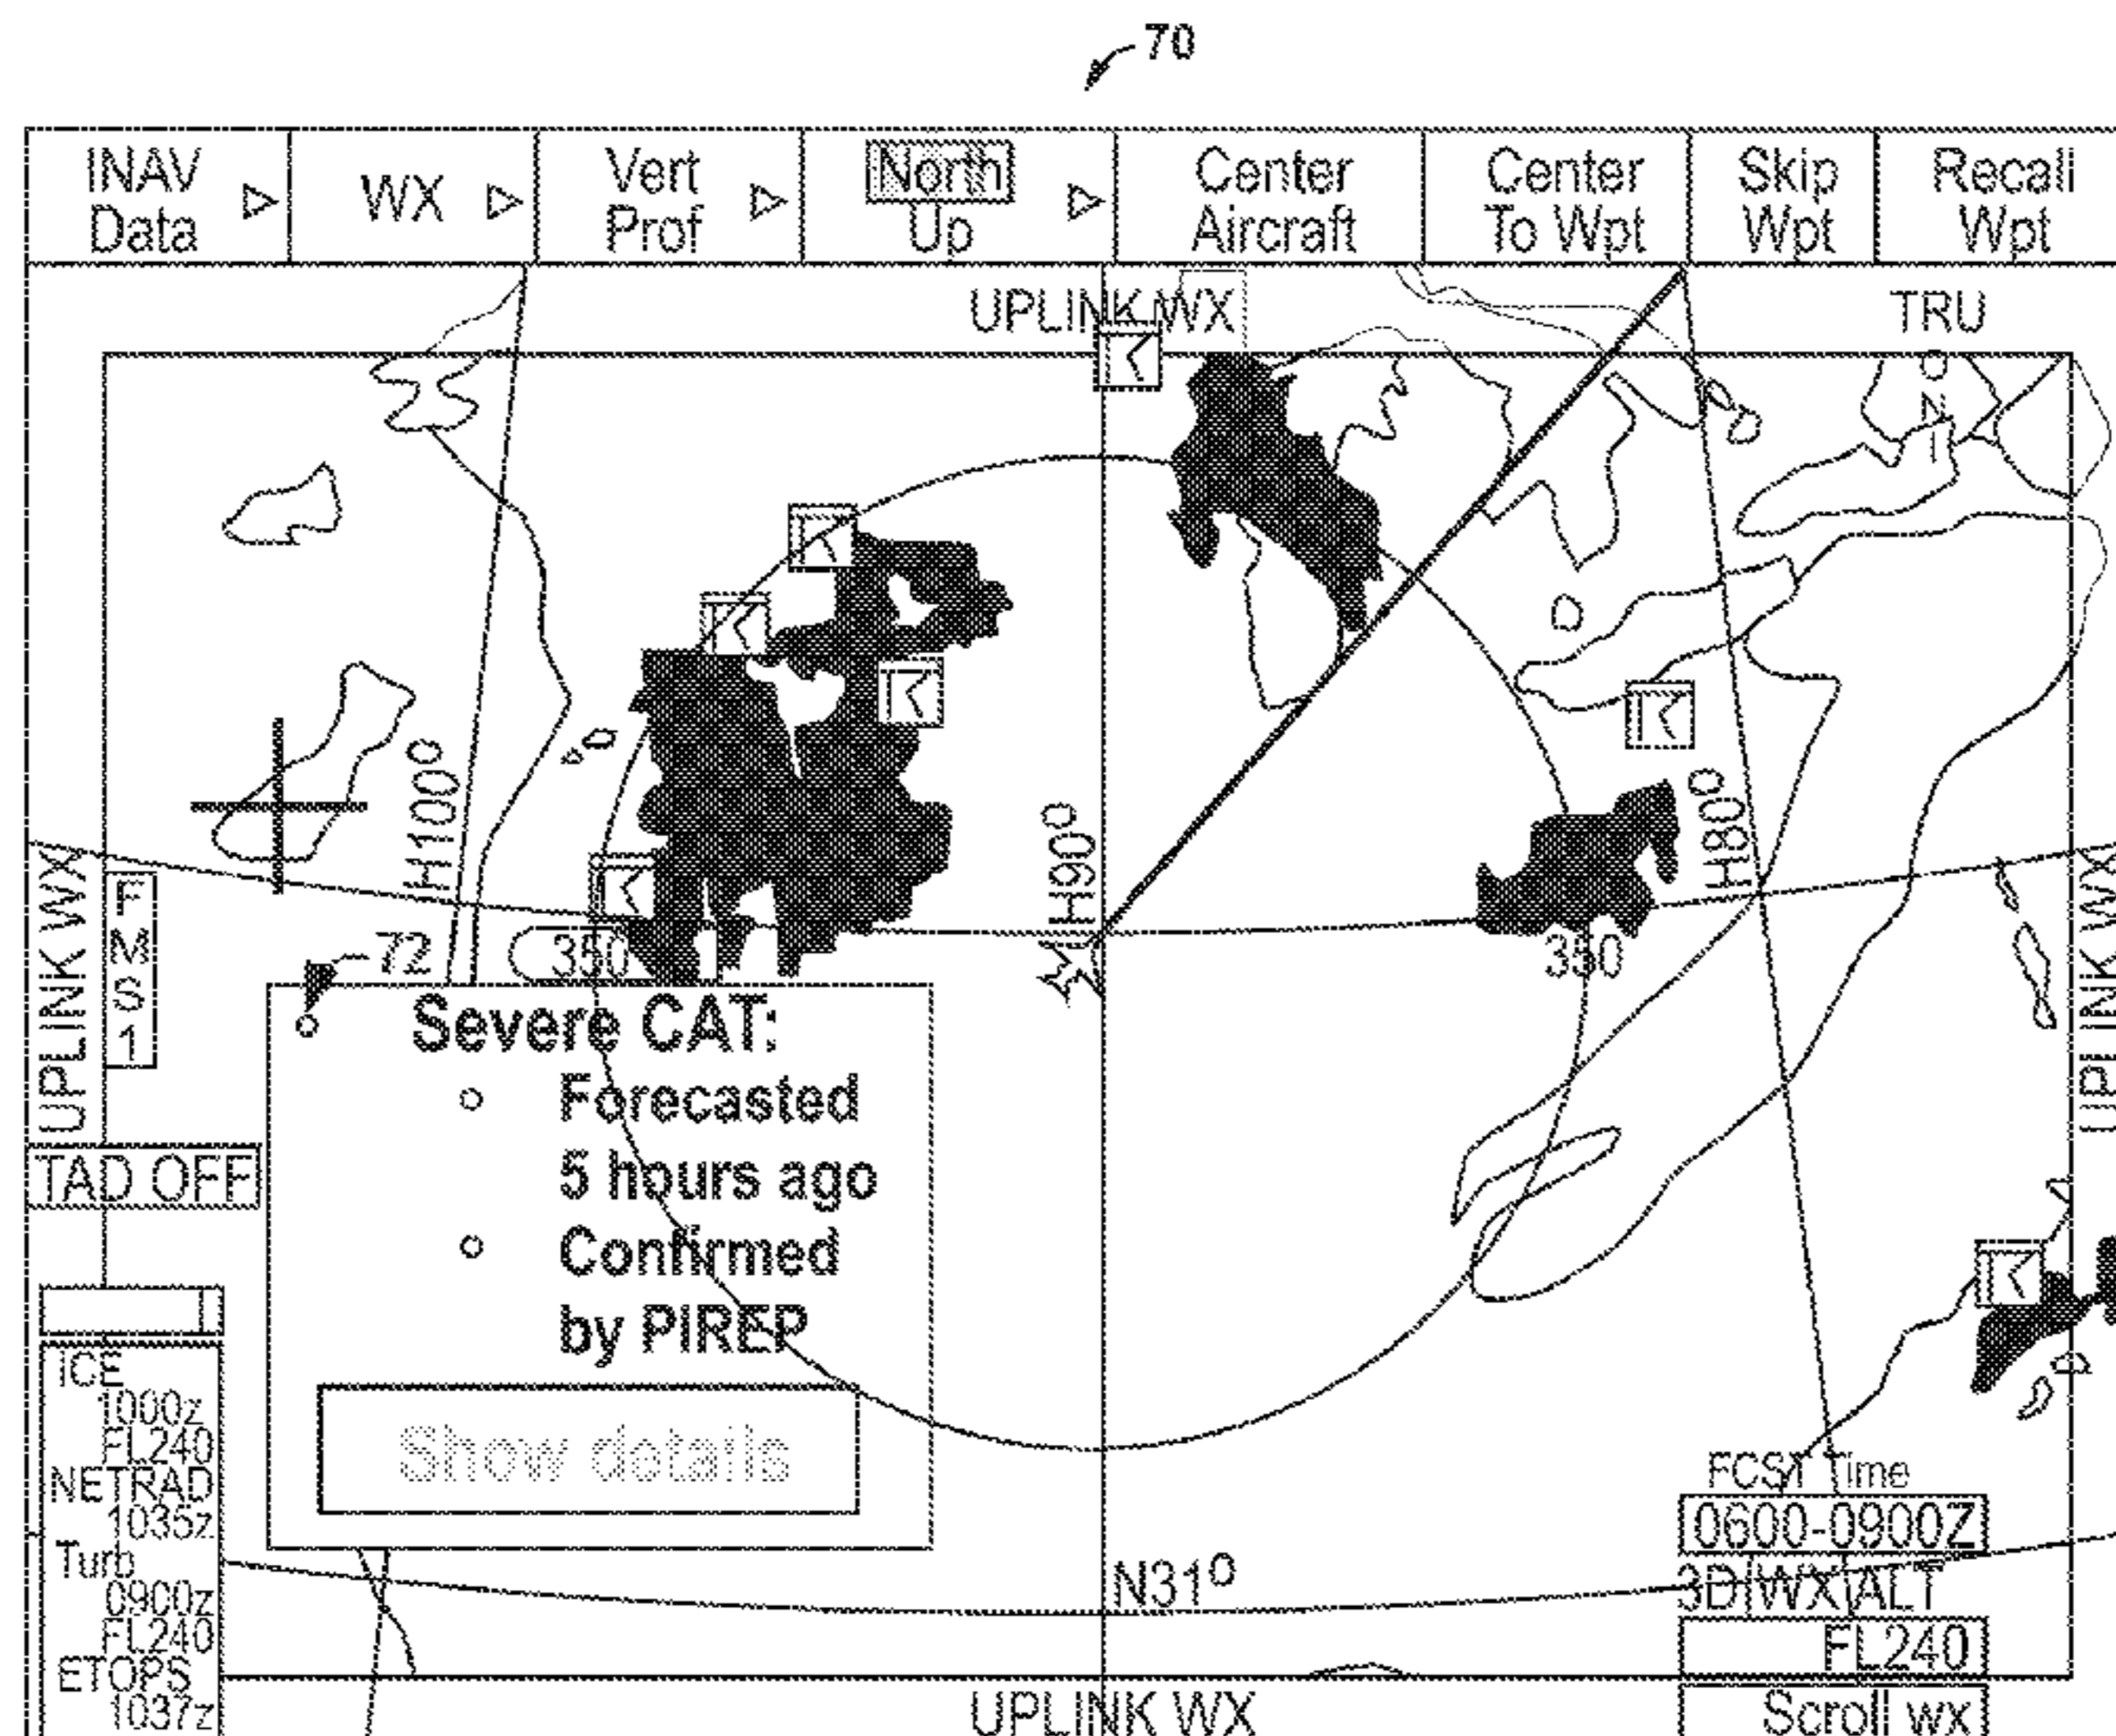 70
INAV Data
WX
Vert Prof
North Up
Center Aircraft
Center To Wpt
Skip Wpt
Recall Wpt
UPLINK WX
TRU
H100°
H90°
H80°
UPLINK WX
FMS1
UPLINK WX
72
350
350
Severe CAT:
Forecasted
5 hours ago
Confirmed
by PIREP
Show details
TAD OFF
ICE
1000z
FL240
NETRAD
1035z
Turb
0900z
FL240
ETOPS
1037z
N31°
FCST Time
0600-0900Z
3D WX ALT
FL240
Scroll wx
UPLINK WX